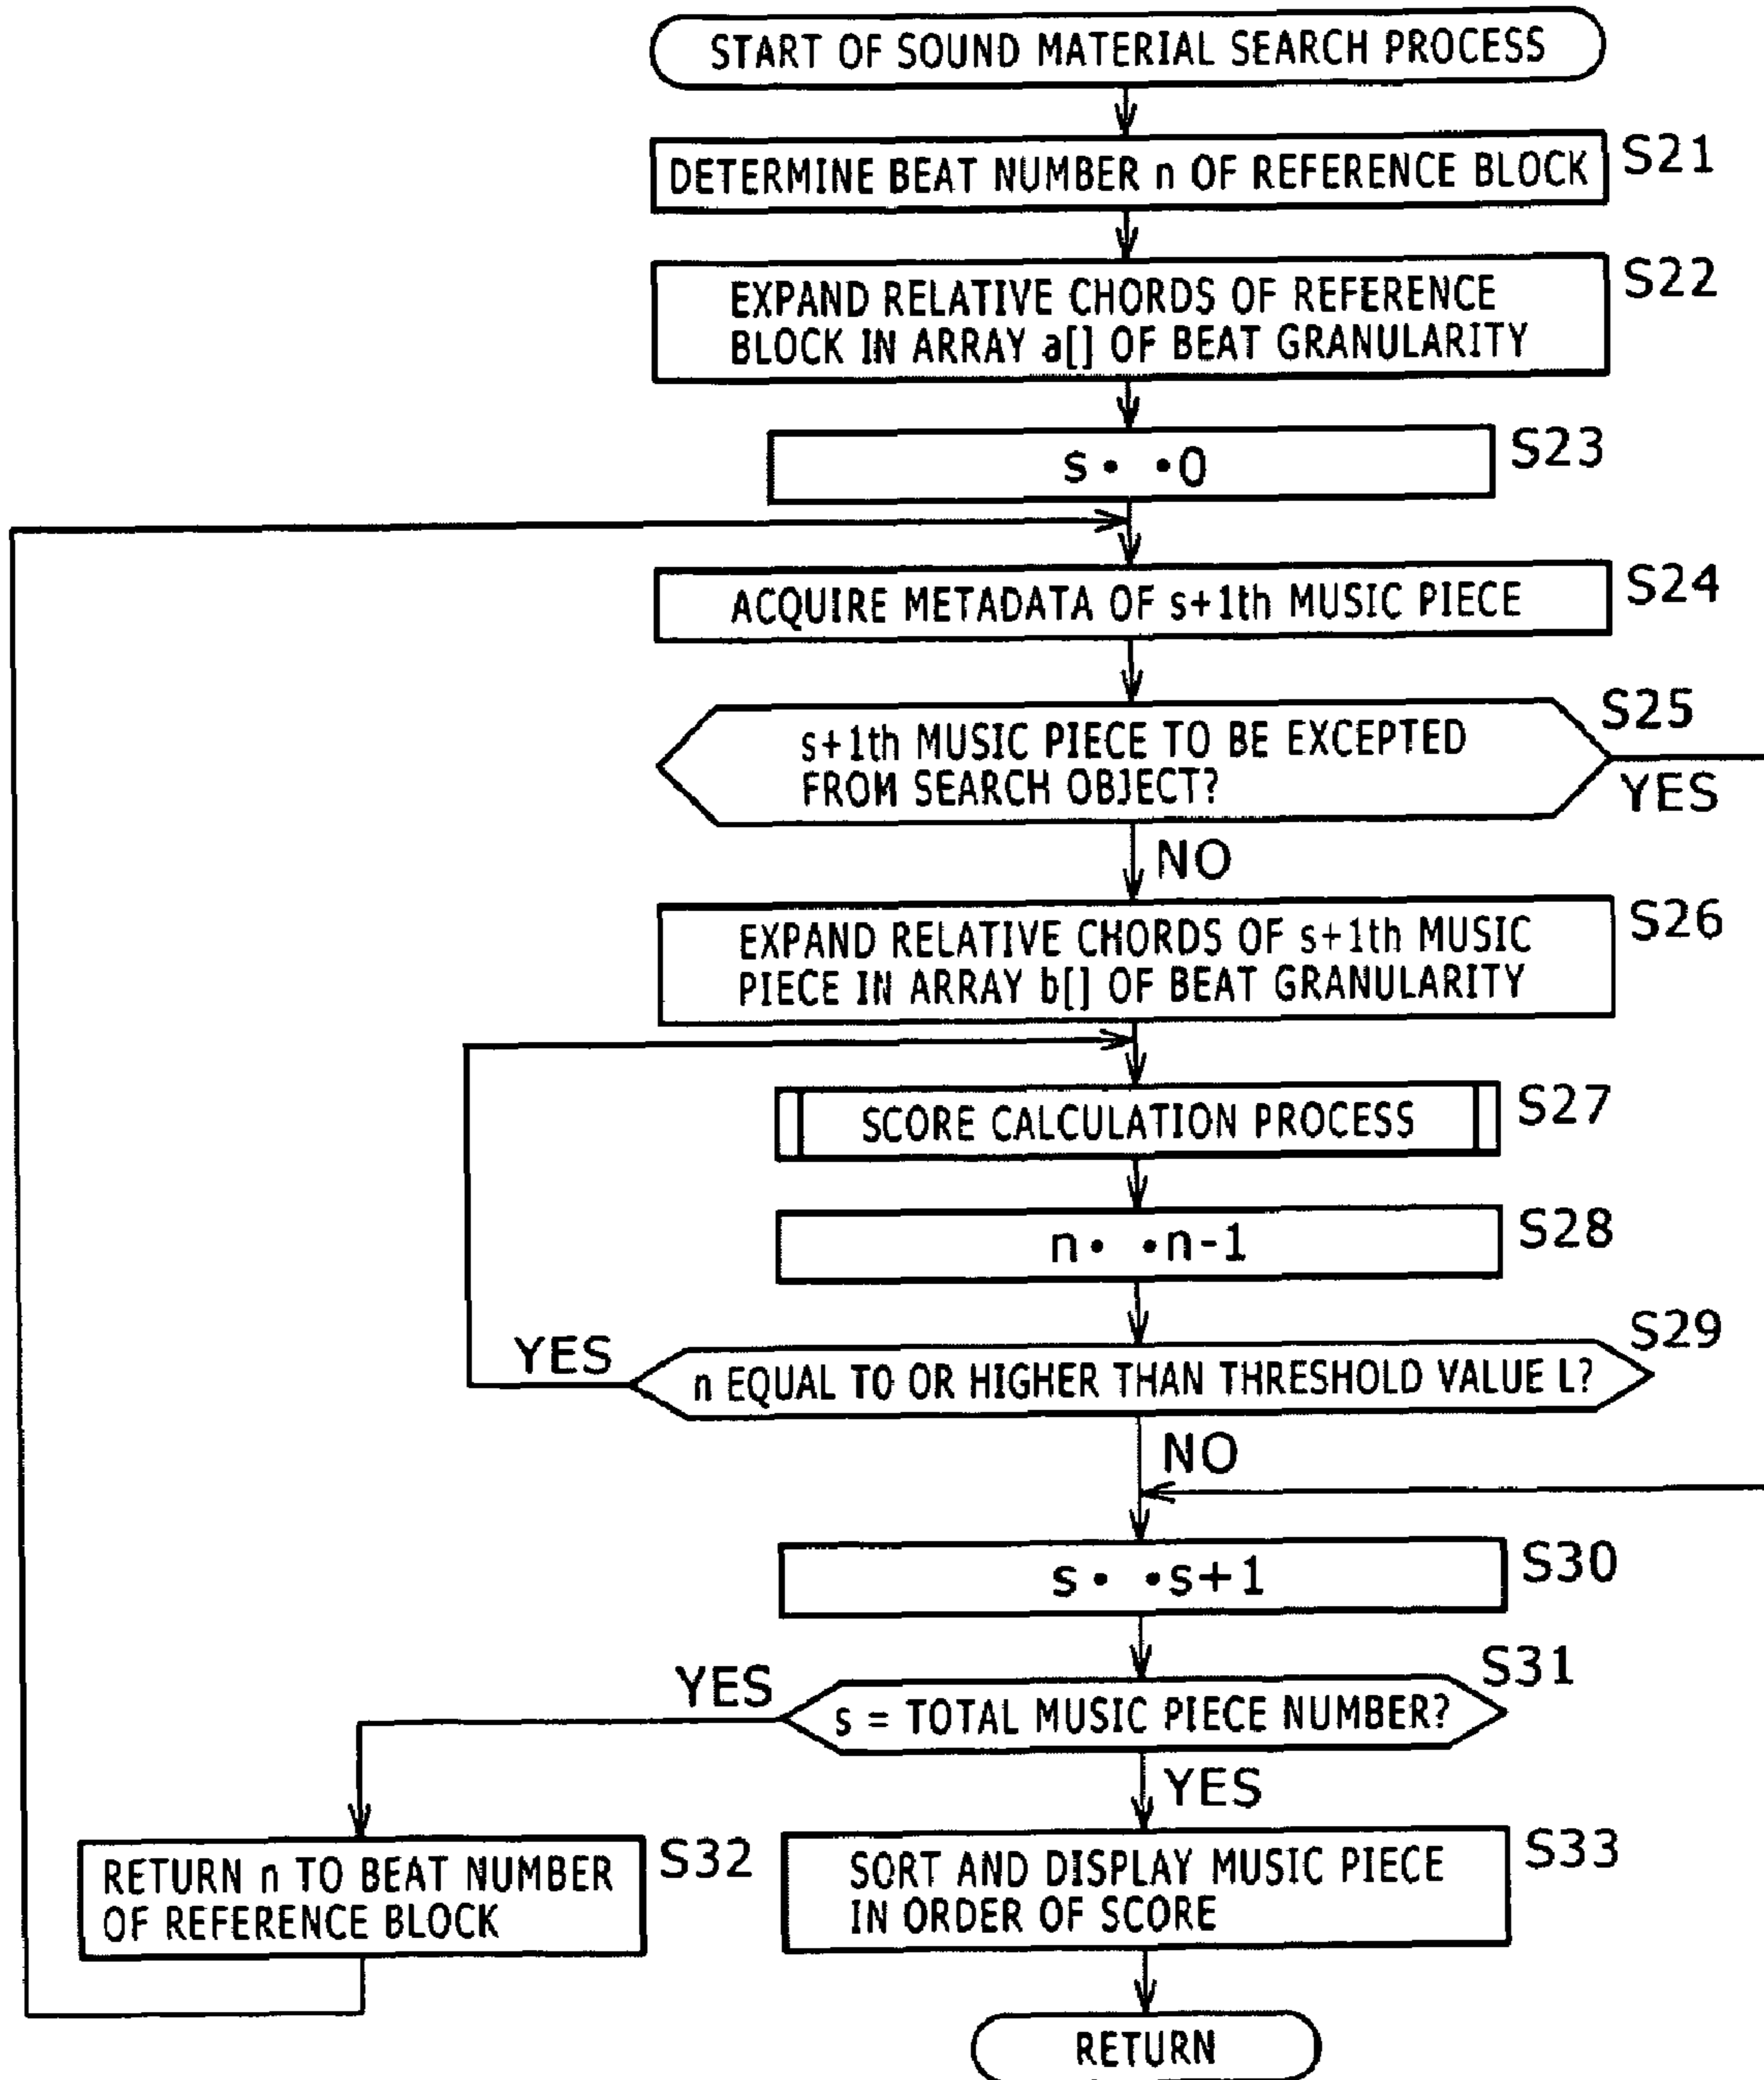 START OF SOUND MATERIAL SEARCH PROCESS
DETERMINE BEAT NUMBER n OF REFERENCE BLOCK
S21
EXPAND RELATIVE CHORDS OF REFERENCE
BLOCK IN ARRAY a[] OF BEAT GRANULARITY
S22
s• •0
S23
ACQUIRE METADATA OF s+1th MUSIC PIECE
S24
s+1th MUSIC PIECE TO BE EXCEPTED
FROM SEARCH OBJECT?
S25
YES
NO
EXPAND RELATIVE CHORDS OF s+1th MUSIC
PIECE IN ARRAY b[] OF BEAT GRANULARITY
S26
SCORE CALCULATION PROCESS
S27
n• •n-1
S28
n EQUAL TO OR HIGHER THAN THRESHOLD VALUE L?
S29
YES
NO
s• •s+1
S30
s = TOTAL MUSIC PIECE NUMBER?
S31
YES
YES
RETURN n TO BEAT NUMBER
OF REFERENCE BLOCK
S32
SORT AND DISPLAY MUSIC PIECE
IN ORDER OF SCORE
S33
RETURN